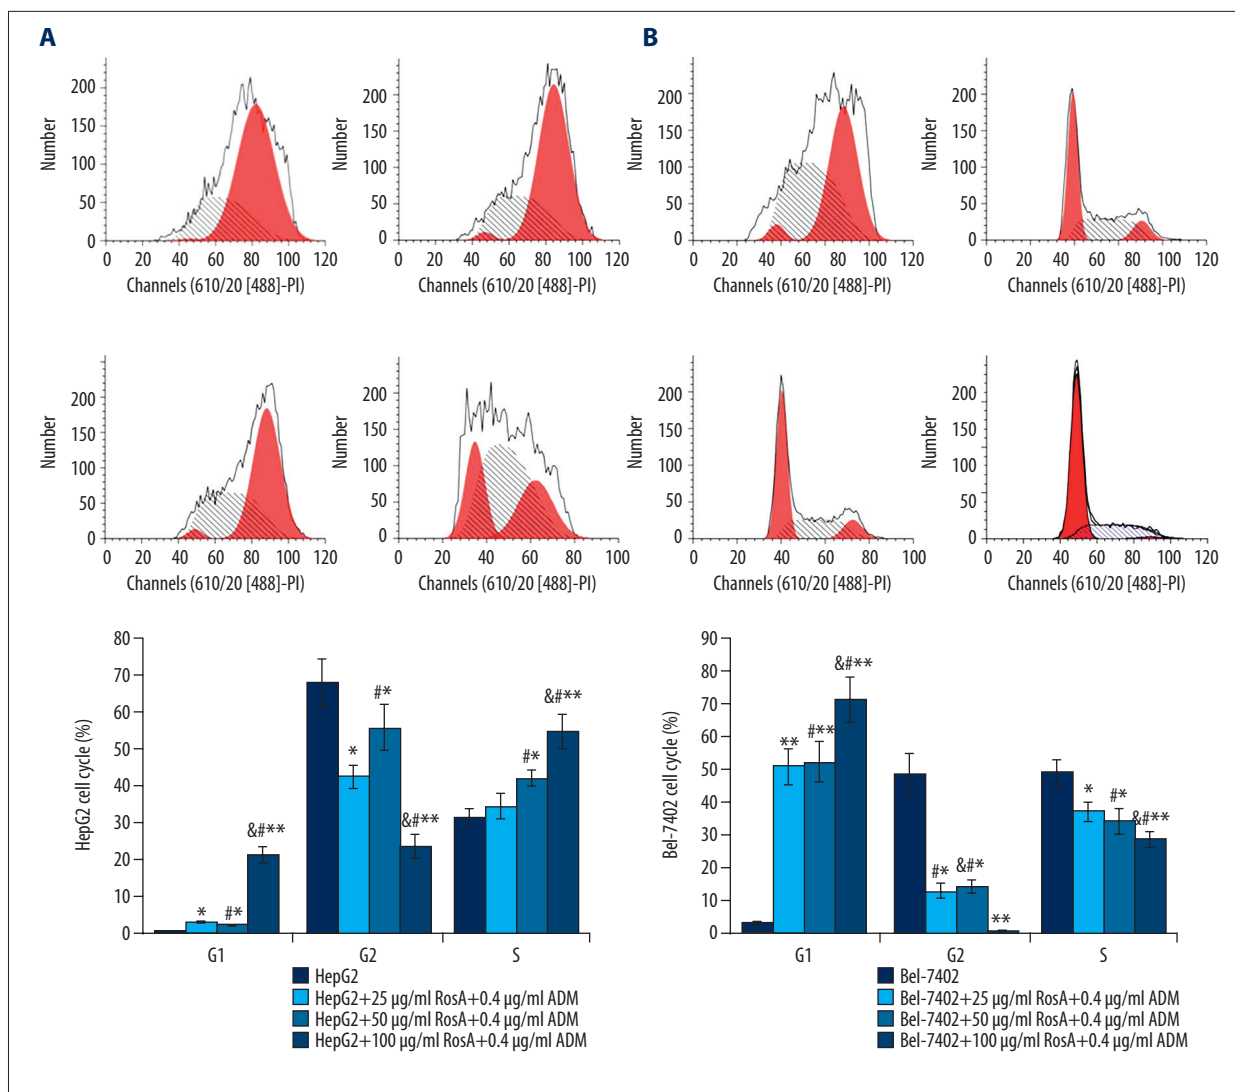 A
B
200
150
100
50
0
Number
0 20 40 60 80 100 120
Channels (610/20 [488]-PI)
200
150
100
50
0
Number
0 20 40 60 80 100 120
Channels (610/20 [488]-PI)
200
150
100
50
0
Number
0 20 40 60 80 100 120
Channels (610/20 [488]-PI)
200
150
100
50
0
Number
0 20 40 60 80 100 120
Channels (610/20 [488]-PI)
200
150
100
50
0
Number
0 20 40 60 80 100 120
Channels (610/20 [488]-PI)
200
150
100
50
0
Number
0 20 40 60 80 100
Channels (610/20 [488]-PI)
200
150
100
50
0
Number
0 20 40 60 80 100
Channels (610/20 [488]-PI)
200
150
100
50
0
Number
0 20 40 60 80 100 120
Channels (610/20 [488]-PI)
80
70
60
50
40
30
20
10
0
HepG2 cell cycle (%)
*
#*
&#**
*
#*
&#**
#*
&#**
G1 G2 S
HepG2
HepG2+25 µg/ml RosA+0.4 µg/ml ADM
HepG2+50 µg/ml RosA+0.4 µg/ml ADM
HepG2+100 µg/ml RosA+0.4 µg/ml ADM
90
80
70
60
50
40
30
20
10
0
Bel-7402 cell cycle (%)
**
#**
&#**
#*
&#*
**
*
#*
&#**
G1 G2 S
Bel-7402
Bel-7402+25 µg/ml RosA+0.4 µg/ml ADM
Bel-7402+50 µg/ml RosA+0.4 µg/ml ADM
Bel-7402+100 µg/ml RosA+0.4 µg/ml ADM